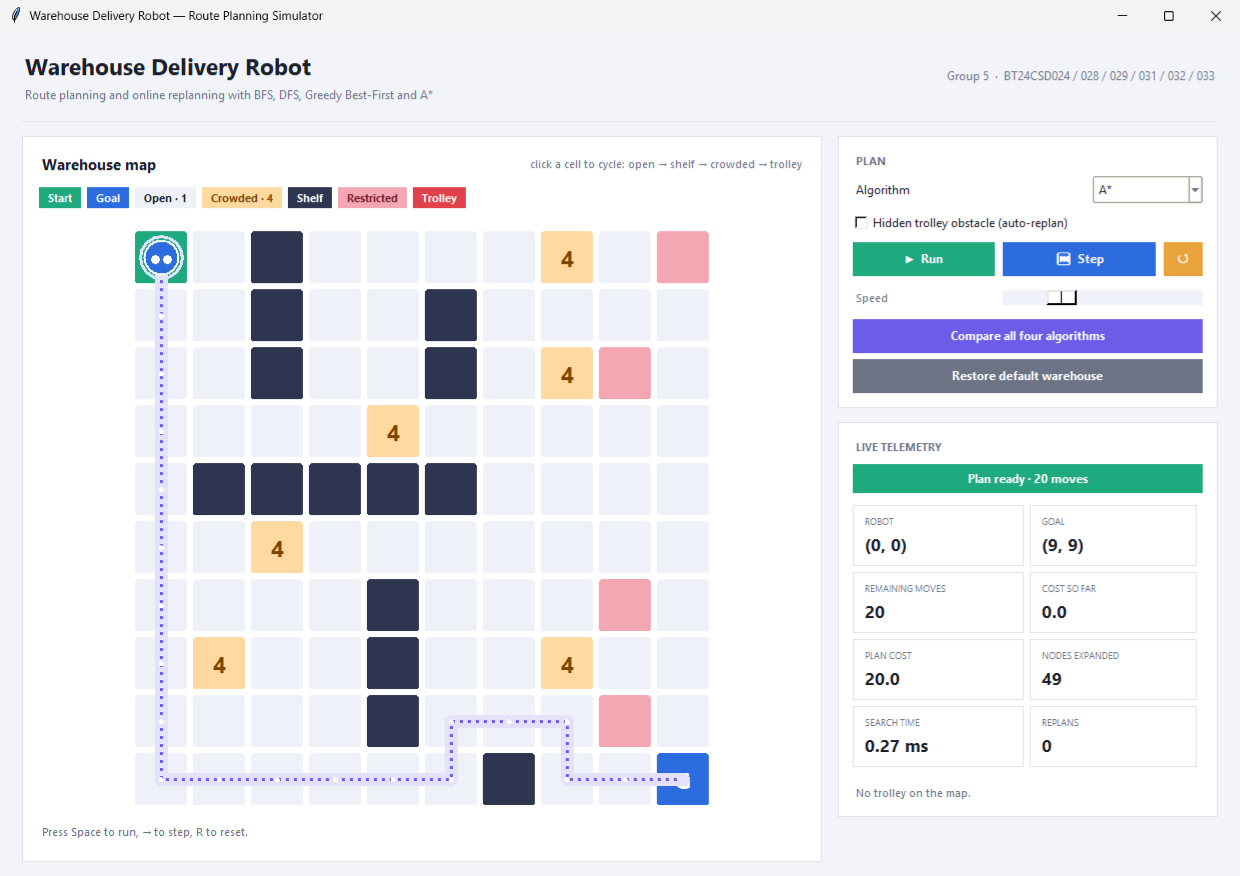 Warehouse Delivery Robot — Route Planning Simulator
Warehouse Delivery Robot
Route planning and online replanning with BFS, DFS, Greedy Best-First and A*
Group 5 · BT24CSD024 / 028 / 029 / 031 / 032 / 033
Warehouse map
click a cell to cycle: open → shelf → crowded → trolley
Start Goal Open · 1 Crowded · 4 Shelf Restricted Trolley
4
4
4
4
4 4
Press Space to run, → to step, R to reset.
PLAN
Algorithm A*
Hidden trolley obstacle (auto-replan)
► Run ⏭ Step ↺
Speed
Compare all four algorithms
Restore default warehouse
LIVE TELEMETRY
Plan ready · 20 moves
ROBOT GOAL
(0, 0) (9, 9)
REMAINING MOVES COST SO FAR
20 0.0
PLAN COST NODES EXPANDED
20.0 49
SEARCH TIME REPLANS
0.27 ms 0
No trolley on the map.